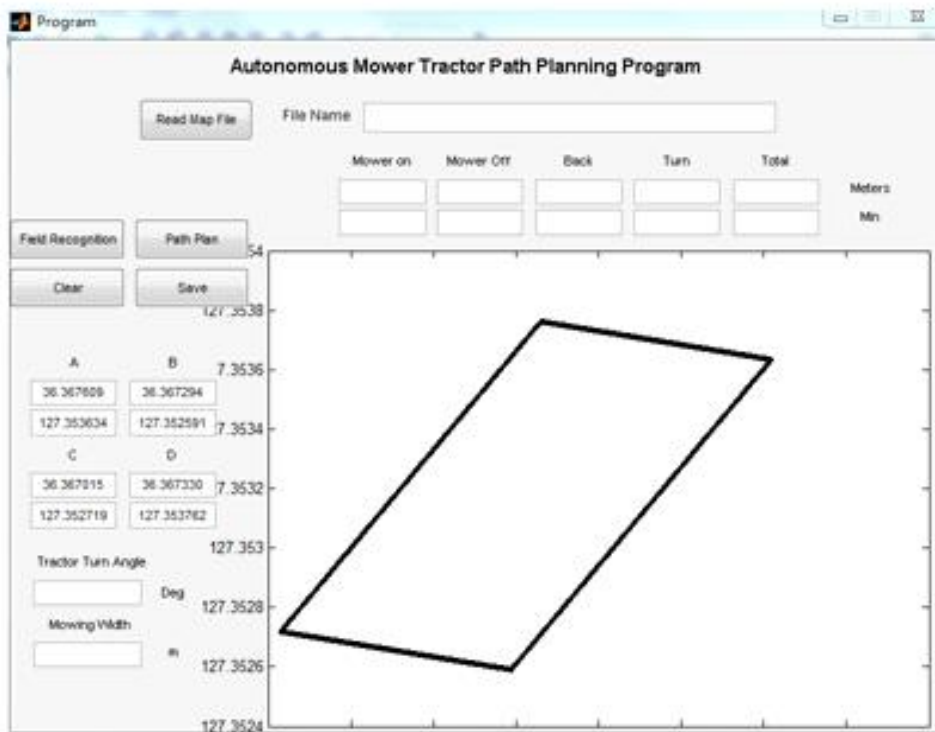 Program
Autonomous Mower Tractor Path Planning Program
Read Map File File Name
Mower on Mower Off Back Turn Total
Meters
Min
Field Recognition Path Plan
54
Clear Save
127.3538
A B
7.3536
36.367609 36.367294
127.353634 127.352591 7.3534
C D
36.367015 36.367330 7.3532
127.352719 127.353762
127.353
Tractor Turn Angle
Deg
127.3528
Mowing Width
m
127.3526
127.3524